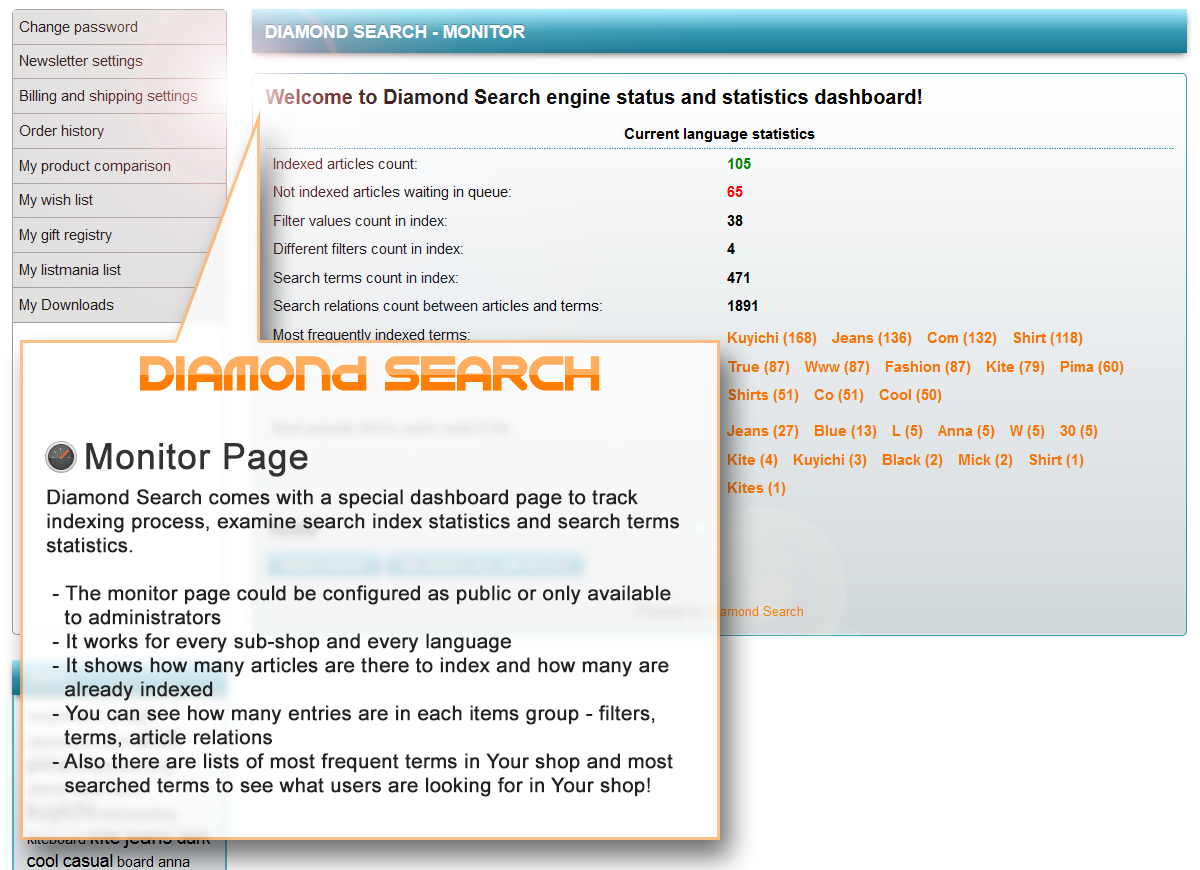 Change password
Newsletter settings
Billing and shipping settings
Order history
My product comparison
My wish list
My gift registry
My listmania list
My Downloads
DIAMOND SEARCH - MONITOR
Welcome to Diamond Search engine status and statistics dashboard!
Current language statistics
Indexed articles count: 105
Not indexed articles waiting in queue: 65
Filter values count in index: 38
Different filters count in index: 4
Search terms count in index: 471
Search relations count between articles and terms: 1891
Most frequently indexed terms: Kuyichi (168) Jeans (136) Com (132) Shirt (118)
True (87) Www (87) Fashion (87) Kite (79) Pima (60)
Shirts (51) Co (51) Cool (50)
Most popular terms users search for
Jeans (27) Blue (13) L (5) Anna (5) W (5) 30 (5)
Kite (4) Kuyichi (3) Black (2) Mick (2) Shirt (1)
Kites (1)
Diamond Search
DIAMOND SEARCH
Monitor Page
Diamond Search comes with a special dashboard page to track
indexing process, examine search index statistics and search terms
statistics.
- The monitor page could be configured as public or only available
to administrators
- It works for every sub-shop and every language
- It shows how many articles are there to index and how many are
already indexed
- You can see how many entries are in each items group - filters,
terms, article relations
- Also there are lists of most frequent terms in Your shop and most
searched terms to see what users are looking for in Your shop!
kuyichi
kiteboard kite jeans dark
cool casual board anna